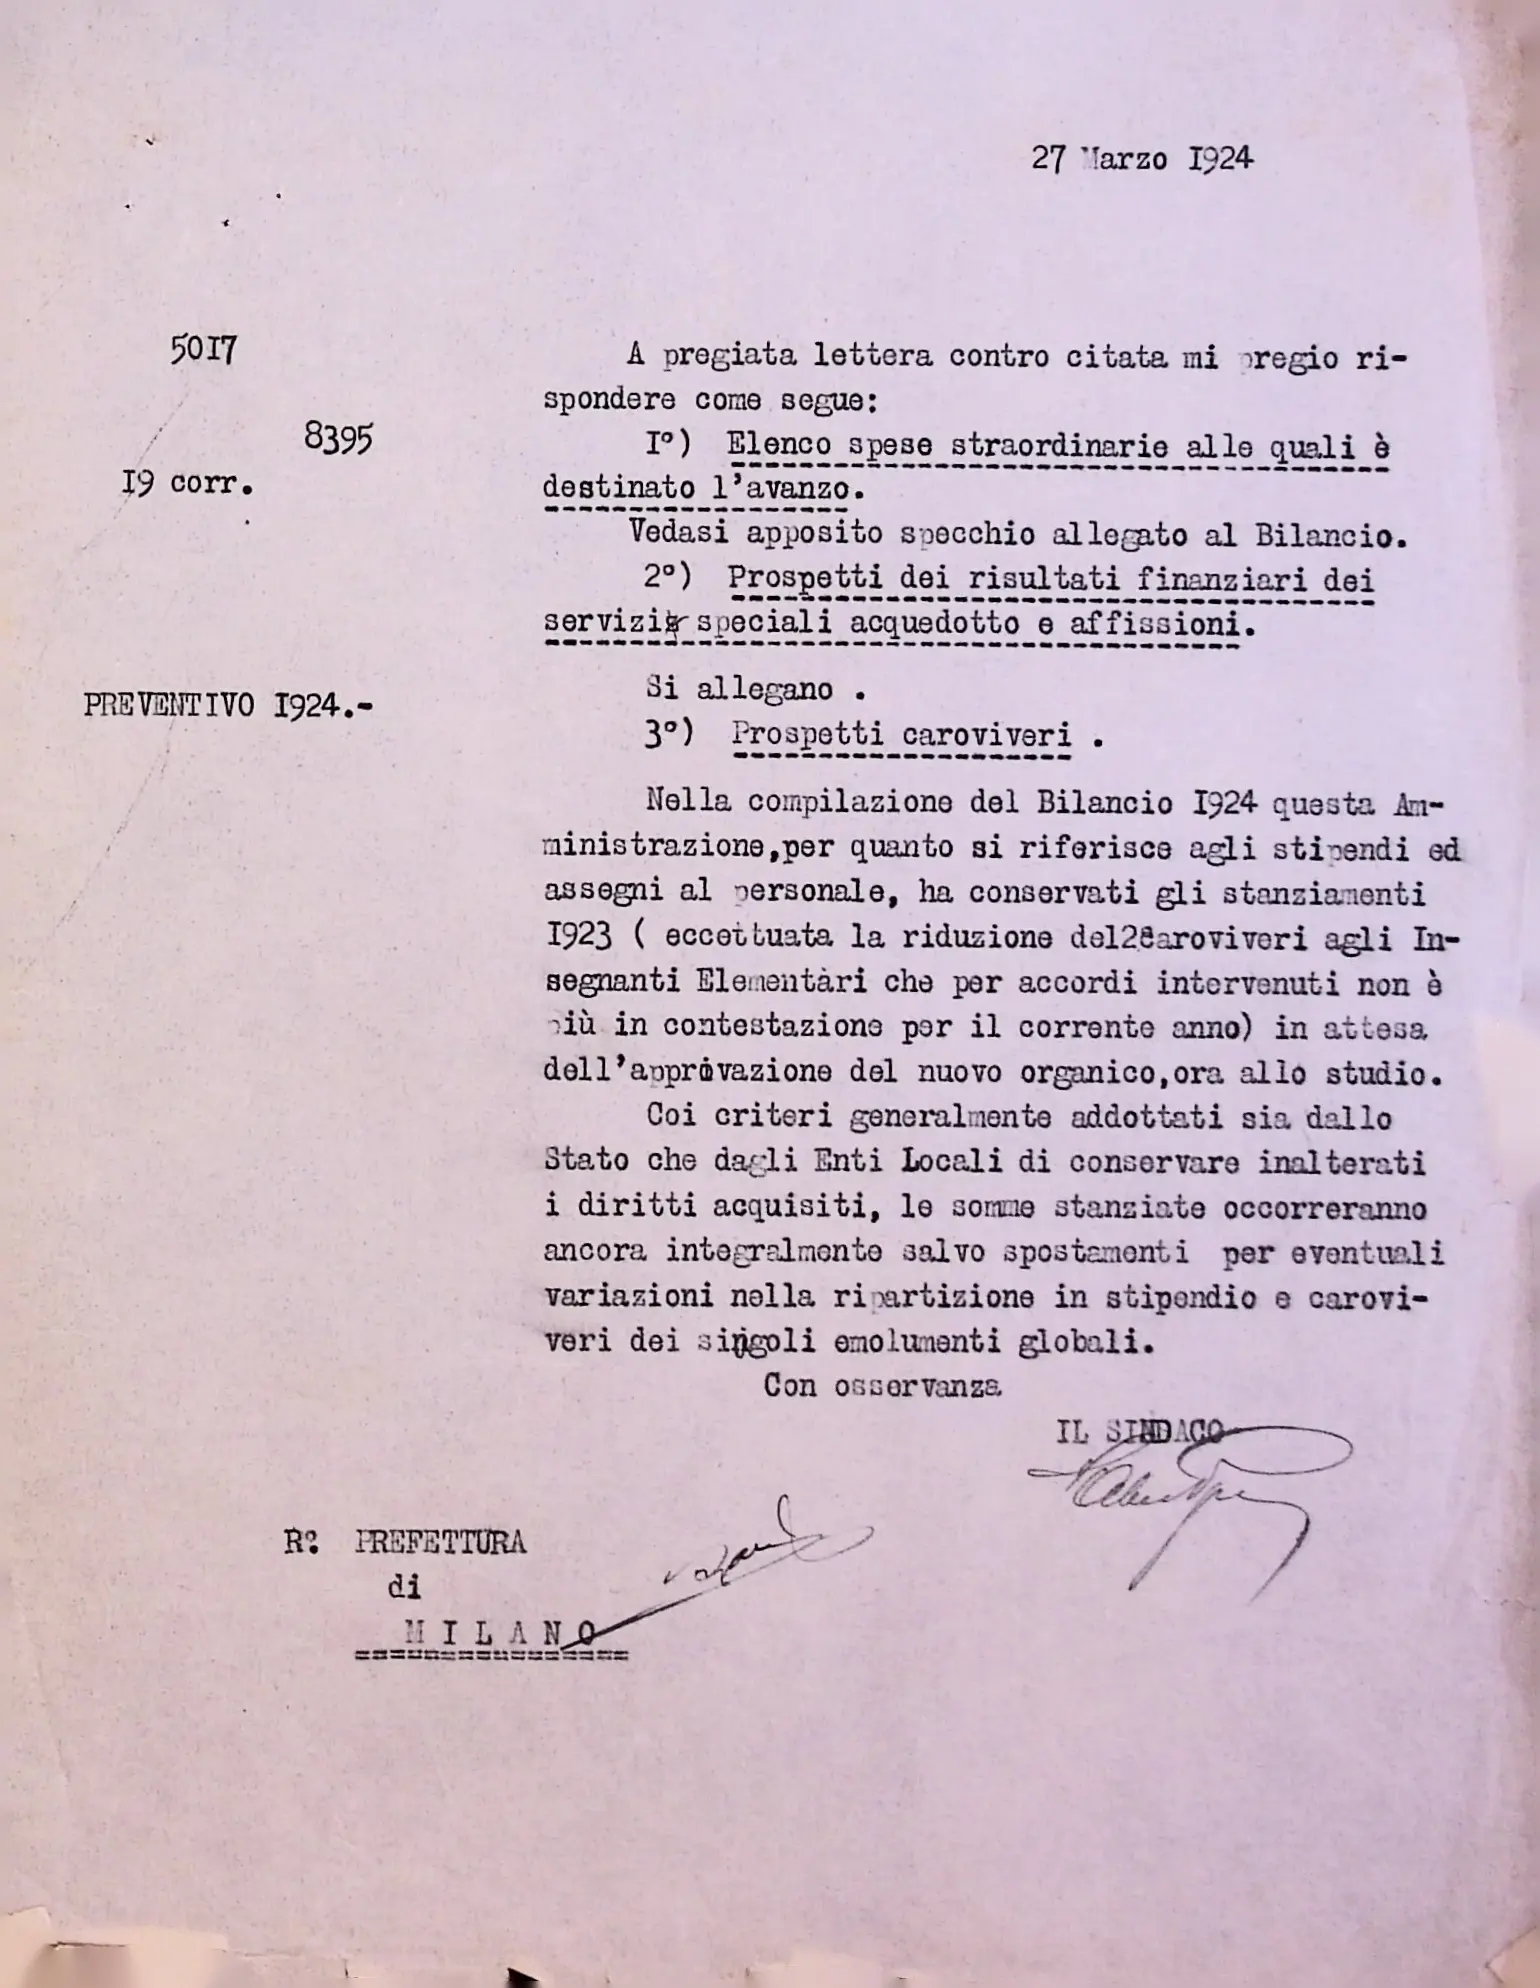 27 Marzo 1924
5017
8395
19 corr.
PREVENTIVO 1924.-
A pregiata lettera contro citata mi pregio ri-
spondere come segue:
I°) Elenco spese straordinarie alle quali è
destinato l'avanzo.
Vedasi apposito specchio allegato al Bilancio.
2°) Prospetti dei risultati finanziari dei
servizi speciali acquedotto e affissioni.
Si allegano .
3°) Prospetti caroviveri .
Nella compilazione del Bilancio 1924 questa Am-
ministrazione,per quanto si riferisce agli stipendi ed
assegni al personale, ha conservati gli stanziamenti
1923 ( eccettuata la riduzione del caroviveri agli In-
segnanti Elementari che per accordi intervenuti non è
più in contestazione per il corrente anno) in attesa
dell'approvazione del nuovo organico,ora allo studio.
Coi criteri generalmente addottati sia dallo
Stato che dagli Enti Locali di conservare inalterati
i diritti acquisiti, le somme stanziate occorreranno
ancora integralmente salvo spostamenti per eventuali
variazioni nella ripartizione in stipendio e carovi-
veri dei singoli emolumenti globali.
Con osservanza
IL SINDACO
R? PREFETTURA
di
MILANO